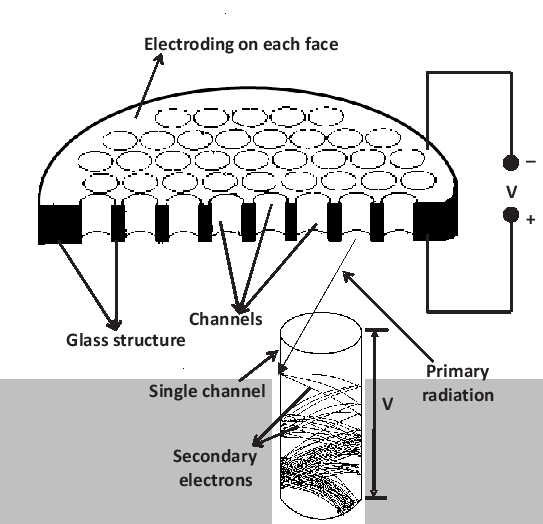 Electroding on each face
−
V
+
Channels
Glass structure
Single channel
Primary
radiation
V
Secondary
electrons